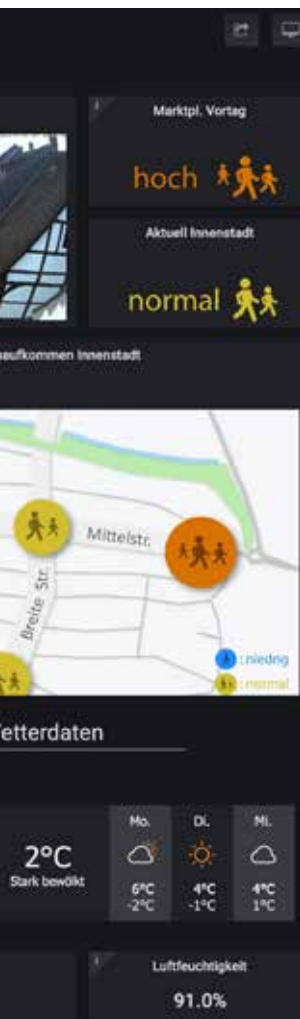 Marktpl. Vortag
hoch
Aktuell Innenstadt
normal
aufkommen Innenstadt
Mittelstr.
Breite Str.
: niedrig
: normal
etterdaten
2°C
Stark bewölkt
Mo.
6°C
-2°C
Di.
4°C
-1°C
Mi.
4°C
1°C
Luftfeuchtigkeit
91.0%